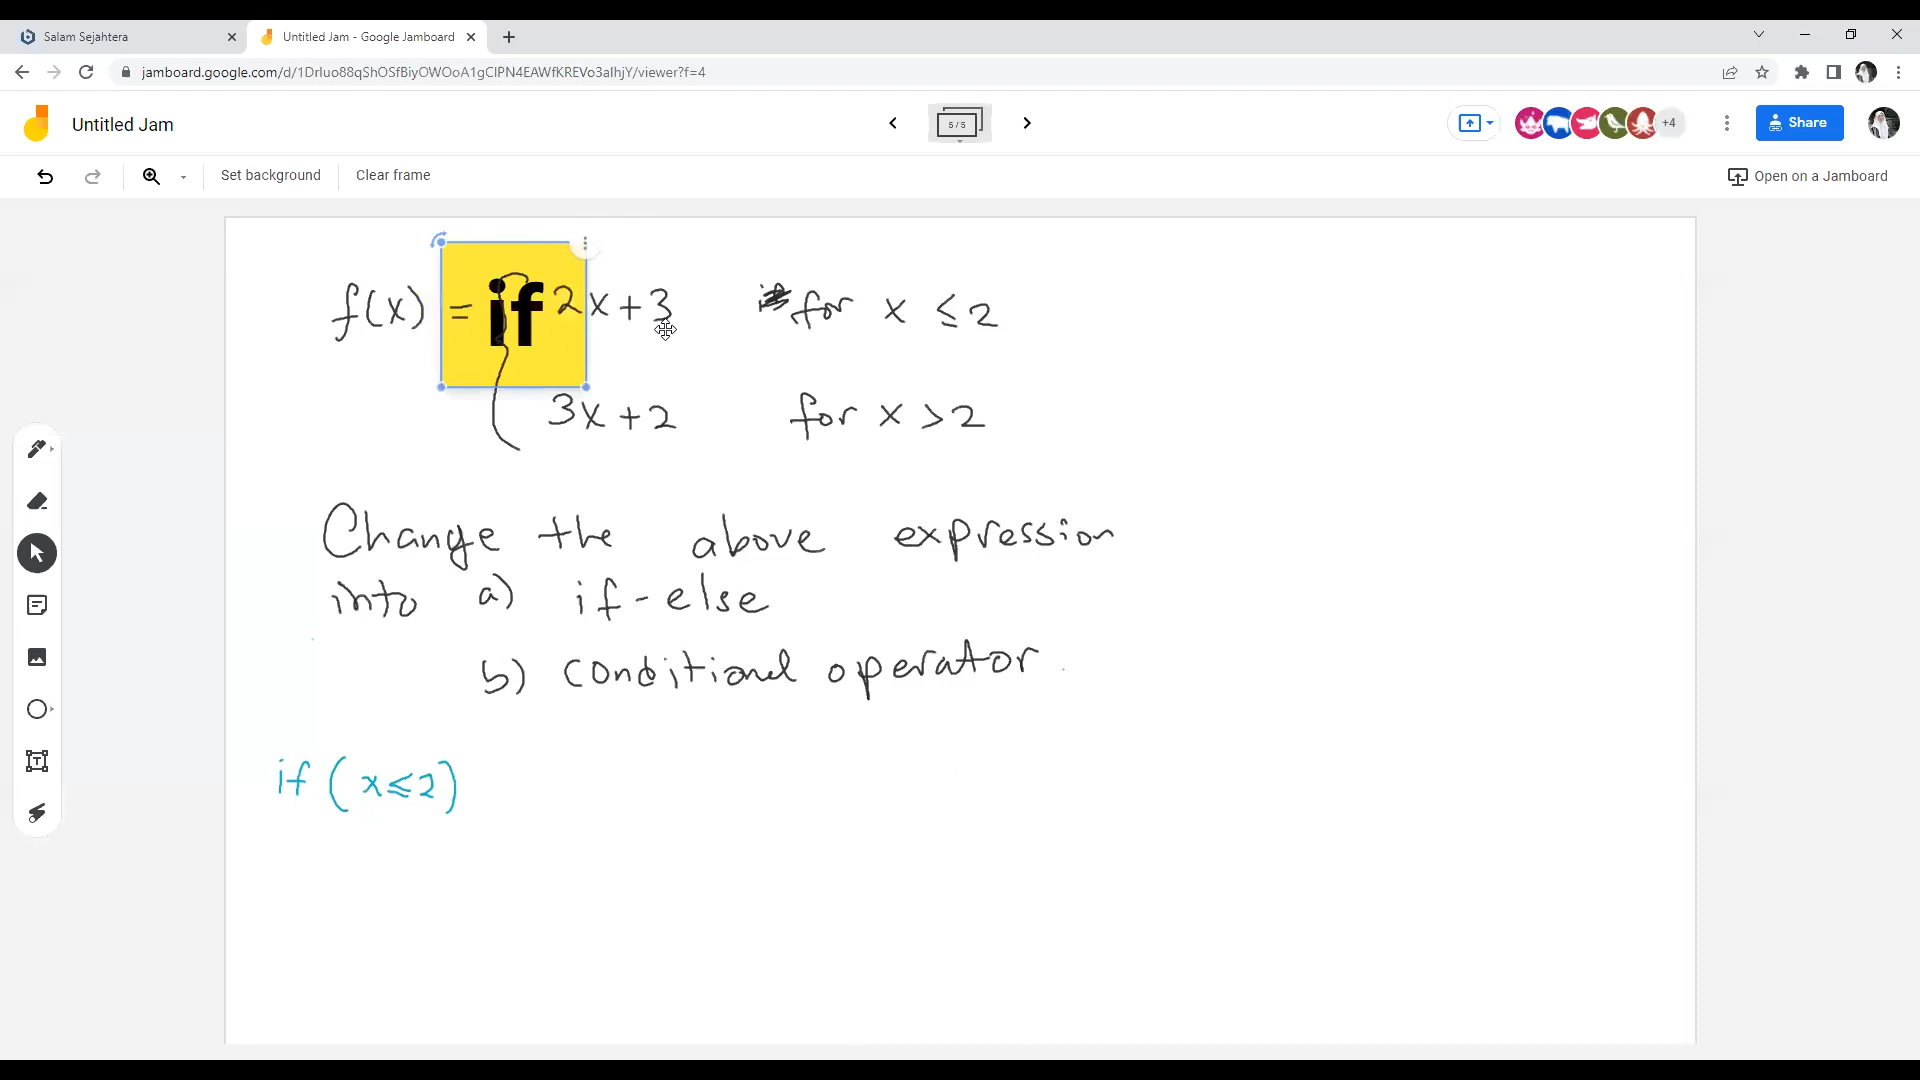 Salam Sejahtera
Untitled Jam - Google Jamboard
jamboard.google.com/d/1DrIuo88qShOSfBiyOWOoA1gCIPN4EAWfKREVo3aIhjY/viewer?f=4
Untitled Jam
5 / 5
+4
Share
Set background
Clear frame
Open on a Jamboard
f(x) = 2x+3 for x ≤ 2
if
3x+2 for x > 2
Change the above expression
into a) if-else
b) conditional operator
if (x≤2)